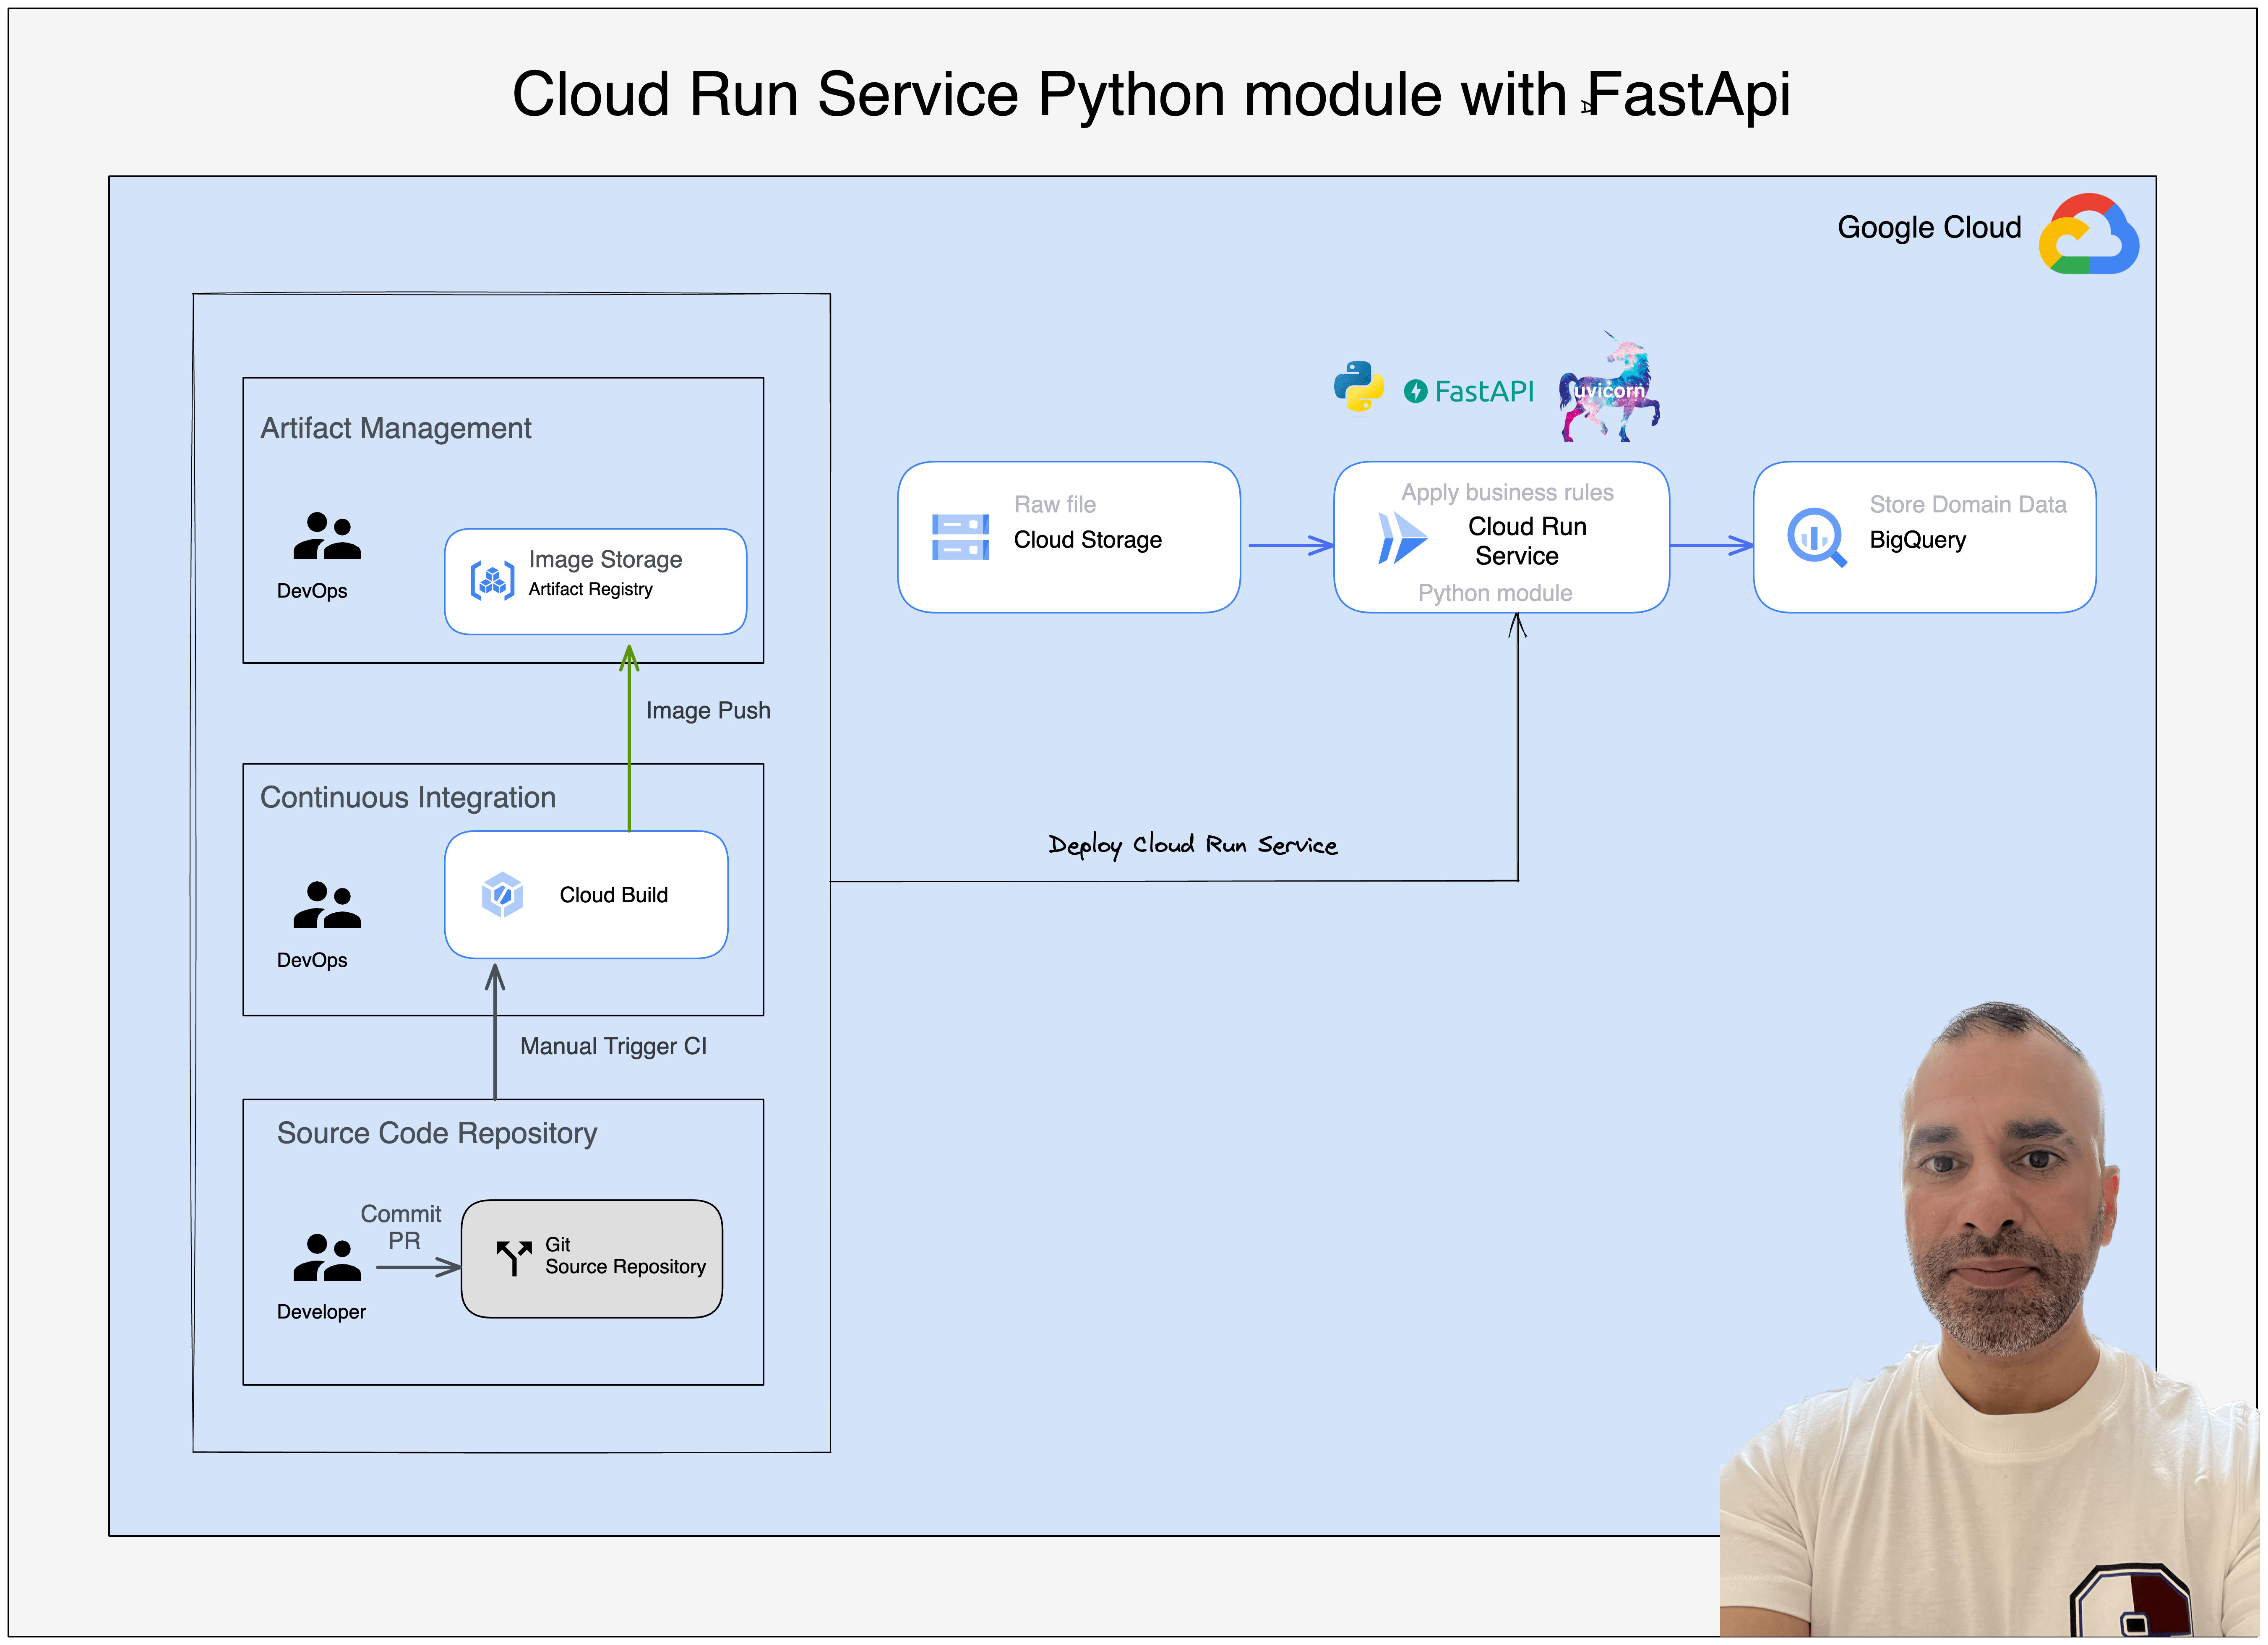 Cloud Run Service Python module with FastApi
Google Cloud
Artifact Management
DevOps
Image Storage
Artifact Registry
Image Push
Continuous Integration
DevOps
Cloud Build
Manual Trigger CI
Source Code Repository
Commit
PR
Developer
Git
Source Repository
FastAPI
uvicorn
Raw file
Cloud Storage
Apply business rules
Cloud Run
Service
Python module
Store Domain Data
BigQuery
Deploy Cloud Run Service